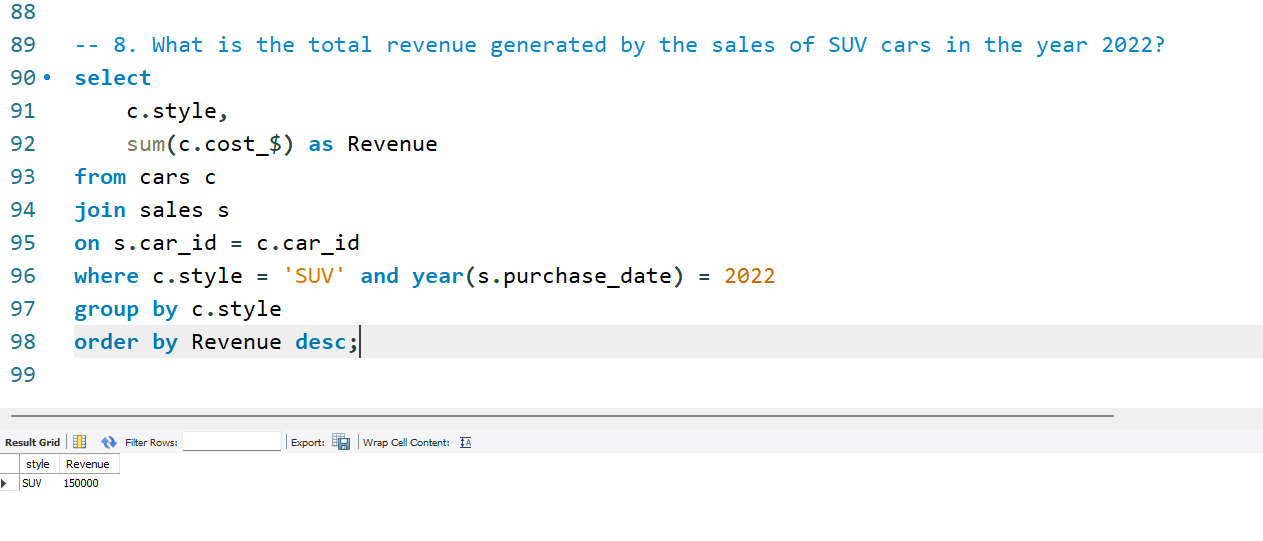 88
89 -- 8. What is the total revenue generated by the sales of SUV cars in the year 2022?
90 select
91 c.style,
92 sum(c.cost_$) as Revenue
93 from cars c
94 join sales s
95 on s.car_id = c.car_id
96 where c.style = 'SUV' and year(s.purchase_date) = 2022
97 group by c.style
98 order by Revenue desc;
99
Result Grid Filter Rows: Export: Wrap Cell Content: IA
style Revenue
SUV 150000